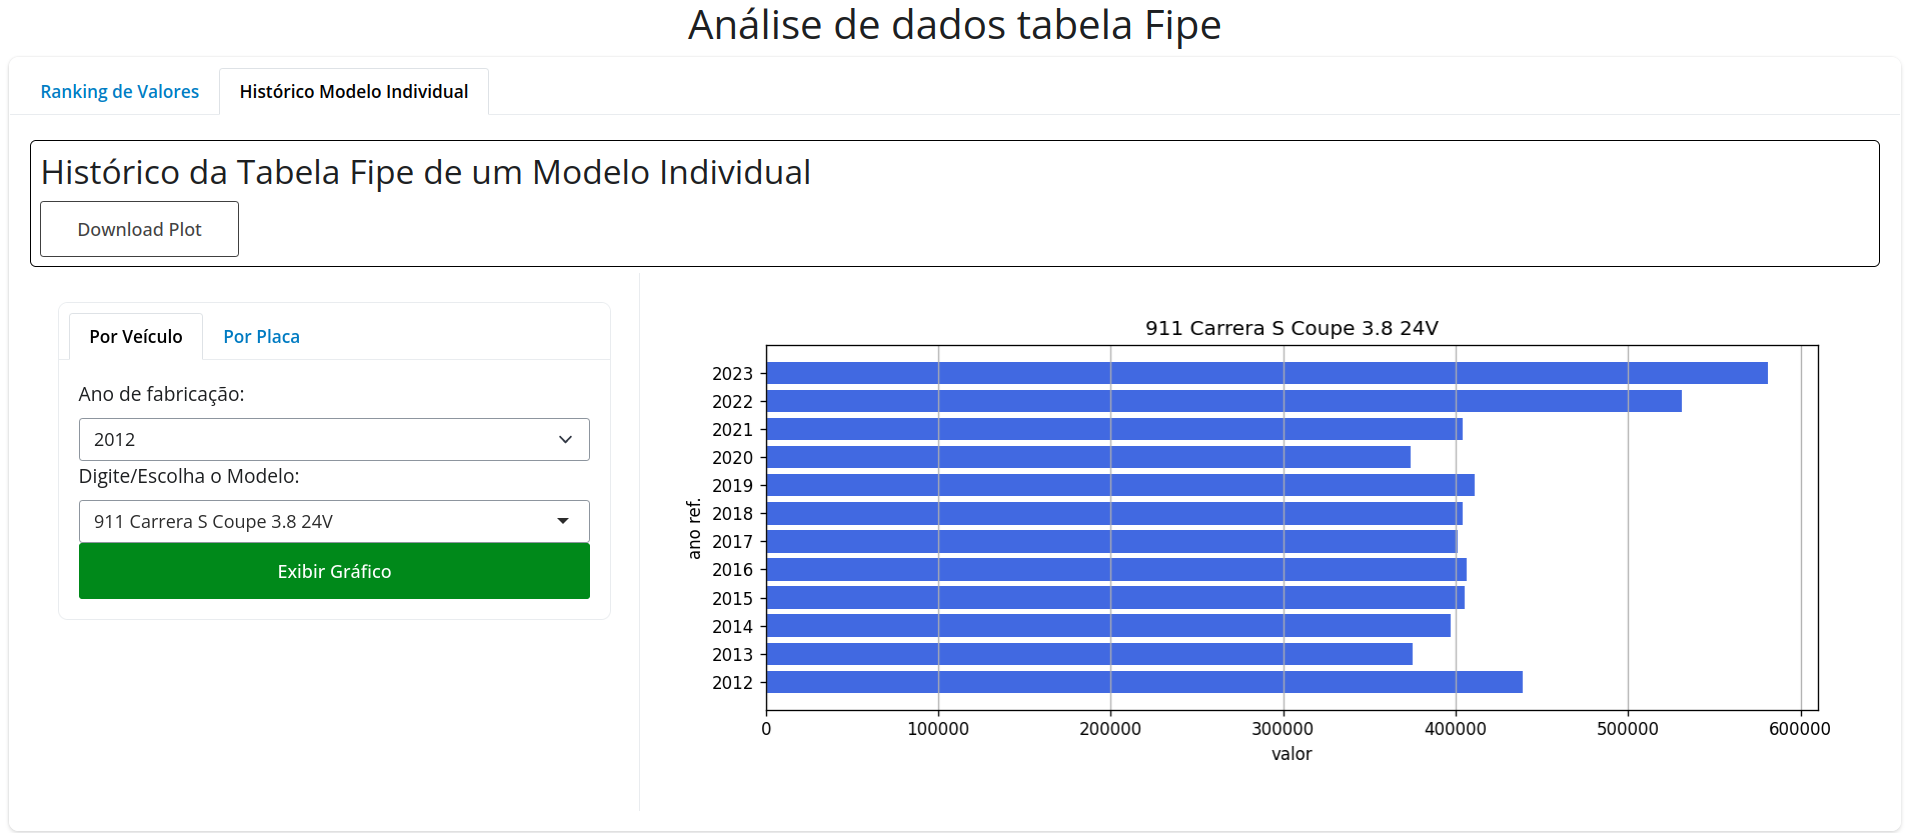 Análise de dados tabela Fipe
Ranking de Valores
Histórico Modelo Individual
Histórico da Tabela Fipe de um Modelo Individual
Download Plot
Por Veículo
Por Placa
Ano de fabricação:
2012
Digite/Escolha o Modelo:
911 Carrera S Coupe 3.8 24V
Exibir Gráfico
911 Carrera S Coupe 3.8 24V
ano ref.
2023
2022
2021
2020
2019
2018
2017
2016
2015
2014
2013
2012
0 100000 200000 300000 400000 500000 600000
valor